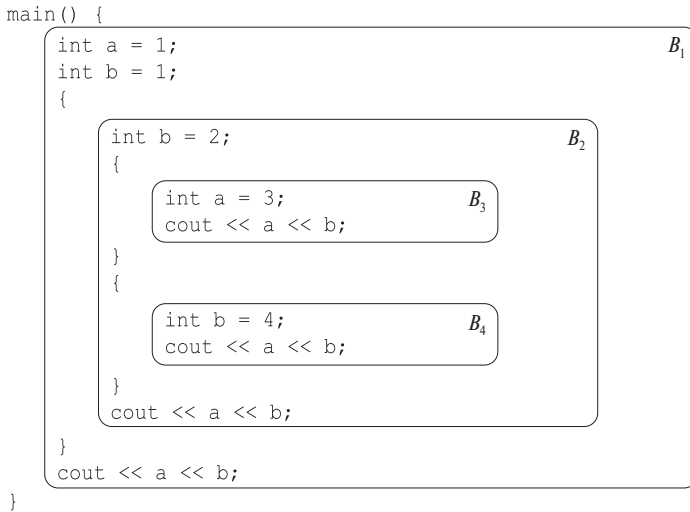 main() {
int a = 1; B₁
int b = 1;
{
int b = 2; B₂
{
int a = 3; B₃
cout << a << b;
}
{
int b = 4; B₄
cout << a << b;
}
cout << a << b;
}
cout << a << b;
}